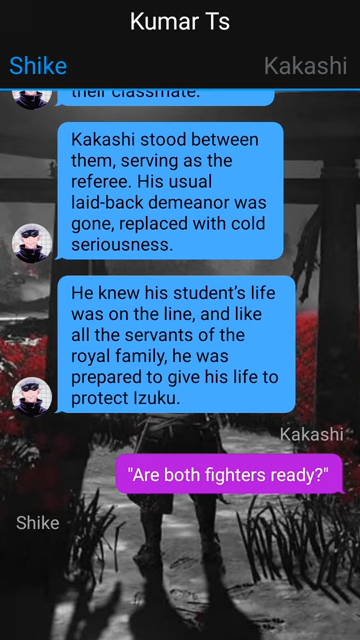 Kumar Ts
Shike
Kakashi
their classmate.
Kakashi stood between
them, serving as the
referee. His usual
laid-back demeanor was
gone, replaced with cold
seriousness.
He knew his student’s life
was on the line, and like
all the servants of the
royal family, he was
prepared to give his life to
protect Izuku.
Kakashi
"Are both fighters ready?"
Shike